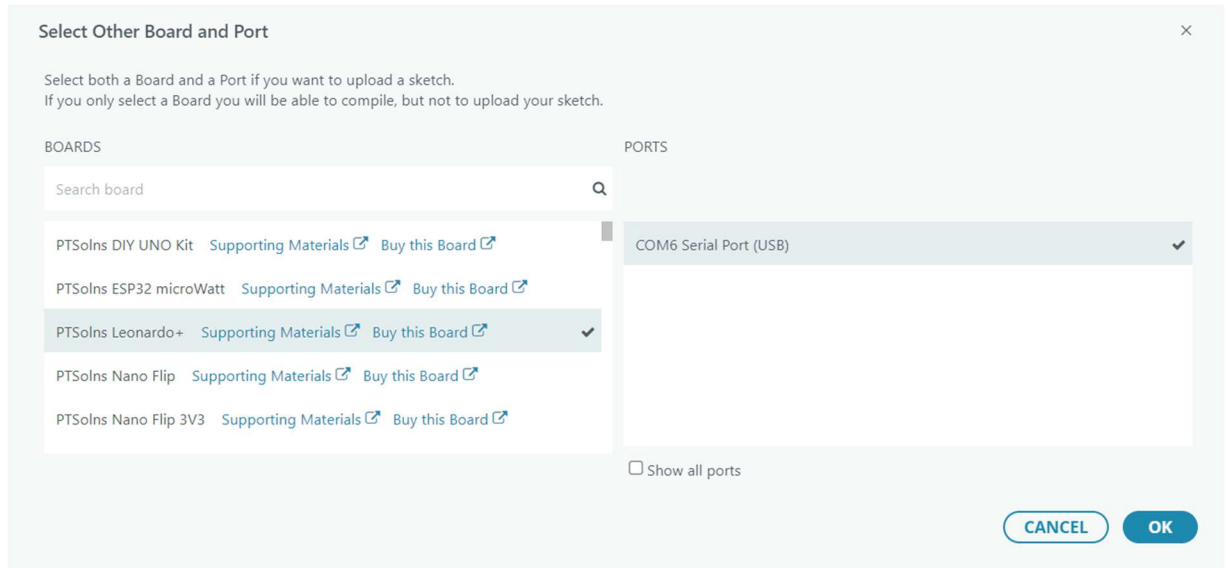 Select Other Board and Port
Select both a Board and a Port if you want to upload a sketch.
If you only select a Board you will be able to compile, but not to upload your sketch.
BOARDS
PORTS
Search board
PTSolns DIY UNO Kit Supporting Materials Buy this Board
COM6 Serial Port (USB)
PTSolns ESP32 microWatt Supporting Materials Buy this Board
PTSolns Leonardo+ Supporting Materials Buy this Board
PTSolns Nano Flip Supporting Materials Buy this Board
PTSolns Nano Flip 3V3 Supporting Materials Buy this Board
Show all ports
CANCEL
OK